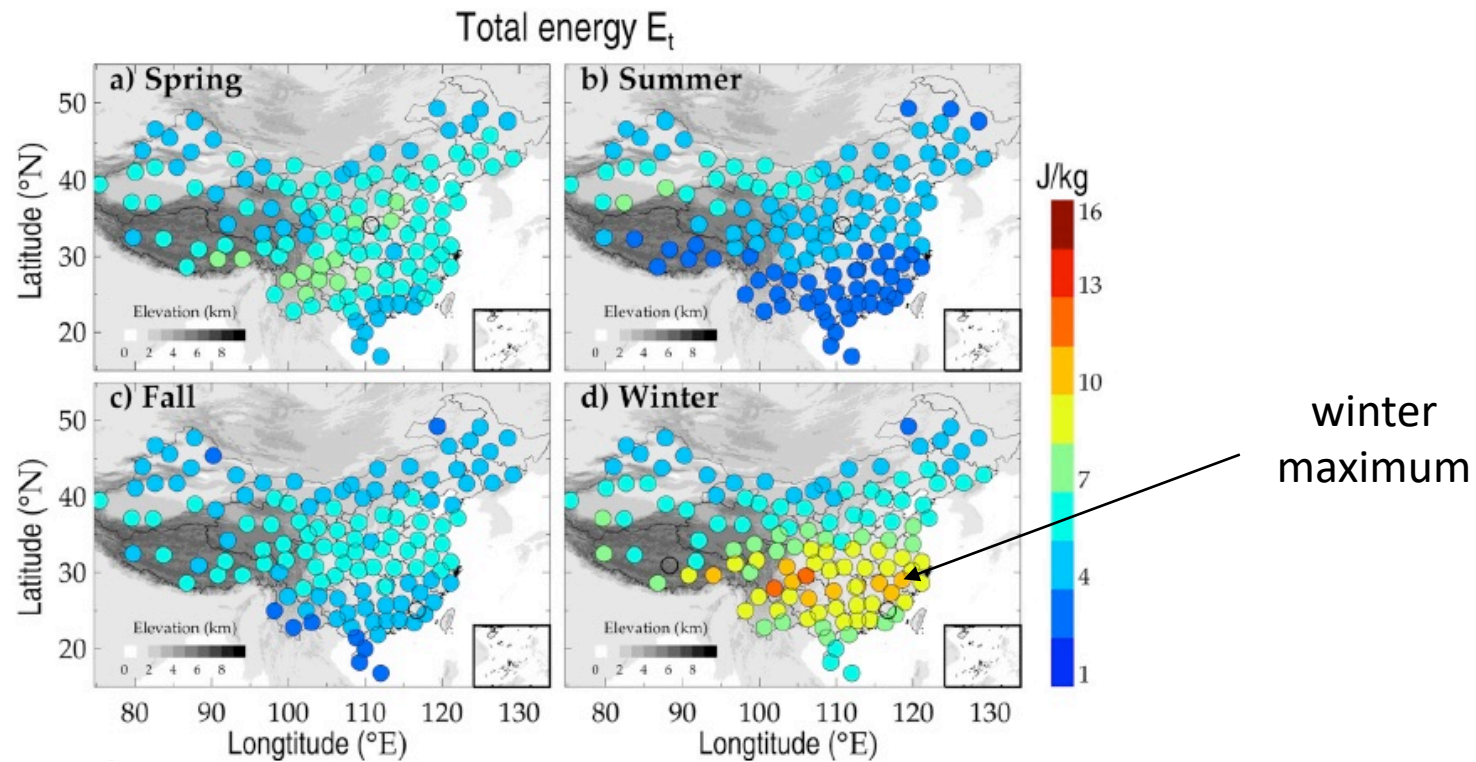 Total energy Et
a) Spring
b) Summer
Latitude (°N)
50
40
30
20
Elevation (km)
0 2 4 6 8
Elevation (km)
0 2 4 6 8
J/kg
16
13
10
7
4
1
c) Fall
d) Winter
Latitude (°N)
50
40
30
20
Elevation (km)
0 2 4 6 8
Elevation (km)
0 2 4 6 8
80 90 100 110 120 130
80 90 100 110 120 130
Longtitude (°E)
Longtitude (°E)
winter
maximum